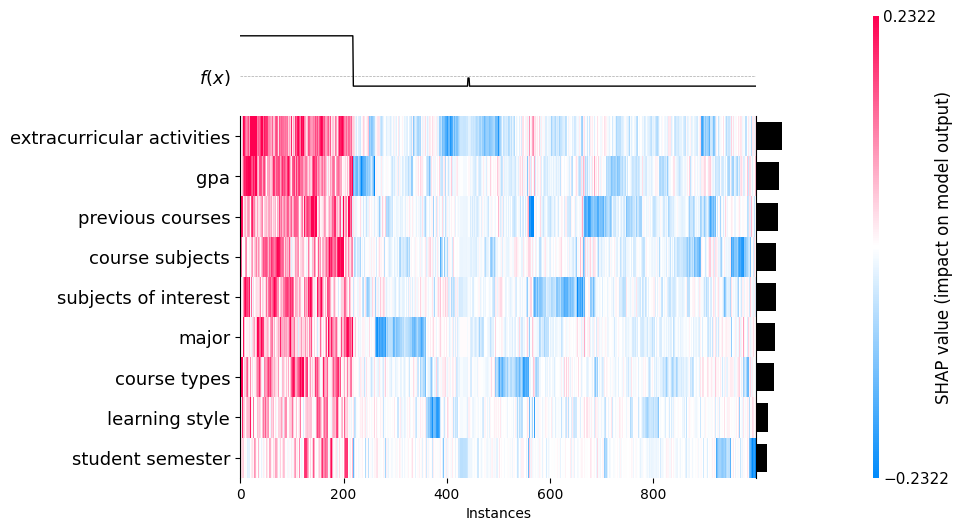 0.2322
f(x)
extracurricular activities
gpa
previous courses
course subjects
subjects of interest
major
course types
learning style
student semester
0 200 400 600 800
Instances
SHAP value (impact on model output)
−0.2322